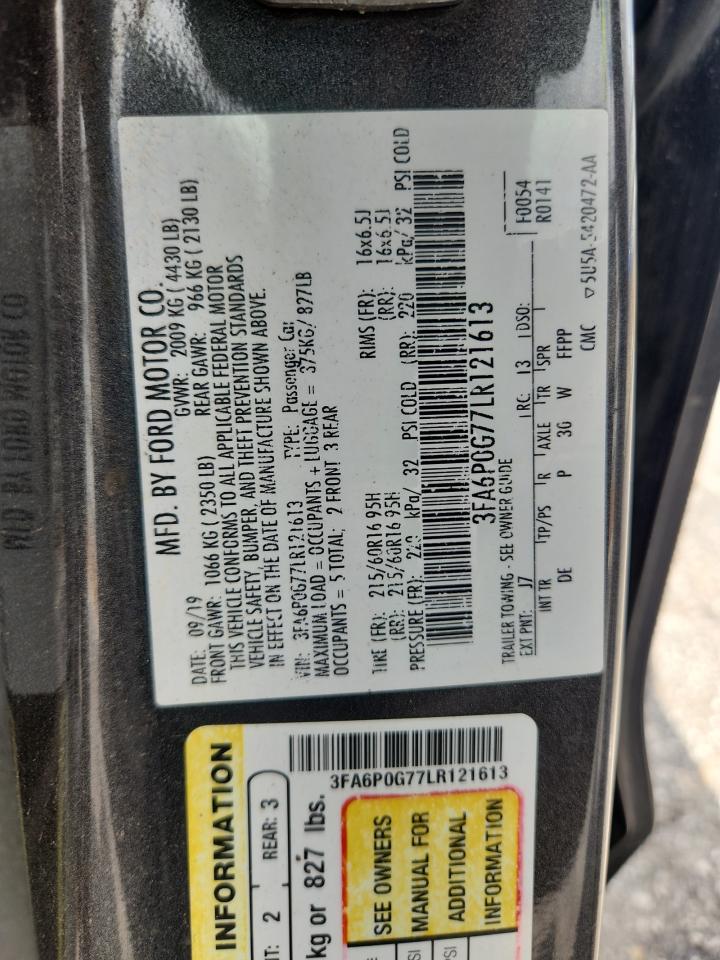 MFD. BY FORD MOTOR CO.
DATE: 09/19 GVWR: 2009 KG ( 4430 LB)
FRONT GAWR: 1066 KG ( 2350 LB) REAR GAWR: 966 KG ( 2130 LB)
THIS VEHICLE CONFORMS TO ALL APPLICABLE FEDERAL MOTOR
VEHICLE SAFETY, BUMPER, AND THEFT PREVENTION STANDARDS
IN EFFECT ON THE DATE OF MANUFACTURE SHOWN ABOVE.
VIN: 3FA6P0G77LR121613 TYPE: Passenger Car
MAXIMUM LOAD = OCCUPANTS + LUGGAGE = 375KG/ 827LB
OCCUPANTS = 5 TOTAL; 2 FRONT 3 REAR
TIRE (FR): 215/60R16 95H RIMS (FR): 16x6.5J
(RR): 215/60R16 95H (RR): 16x6.5J
PRESSURE (FR): 220 kPa/ 32 PSI COLD (RR): 220 kPa/ 32 PSI COLD
3FA6P0G77LR121613
TRAILER TOWING - SEE OWNER GUIDE F0054
EXT PNT: J7 RC: 13 DSO: R0141
INT TR TP/PS R AXLE TR SPR
DE P 3G W FFPP
CMC ▽5U5A-5420472-AA
INFORMATION
2 REAR: 3
kg or 827 lbs.
3FA6P0G77LR121613
SEE OWNERS
MANUAL FOR
ADDITIONAL
INFORMATION